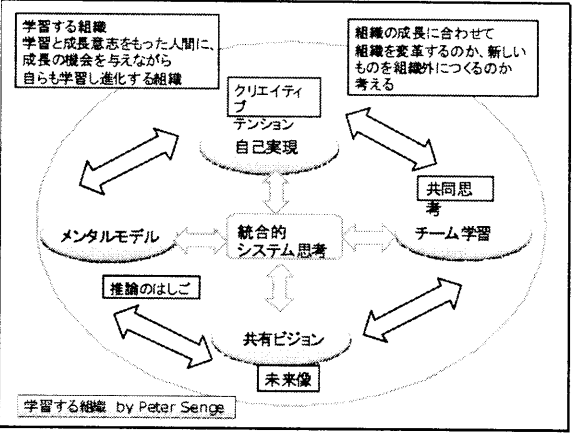 学習する組織
学習と成長意志をもった人間に、
成長の機会を与えながら
自らも学習し進化する組織
組織の成長に合わせて
組織を変革するのか、新しい
ものを組織外につくるのか
考える
クリエイティ
ブ
テンション
自己実現
共同思
考
チーム学習
メンタルモデル
統合的
システム思考
推論のはしご
共有ビジョン
未来像
学習する組織 by Peter Senge